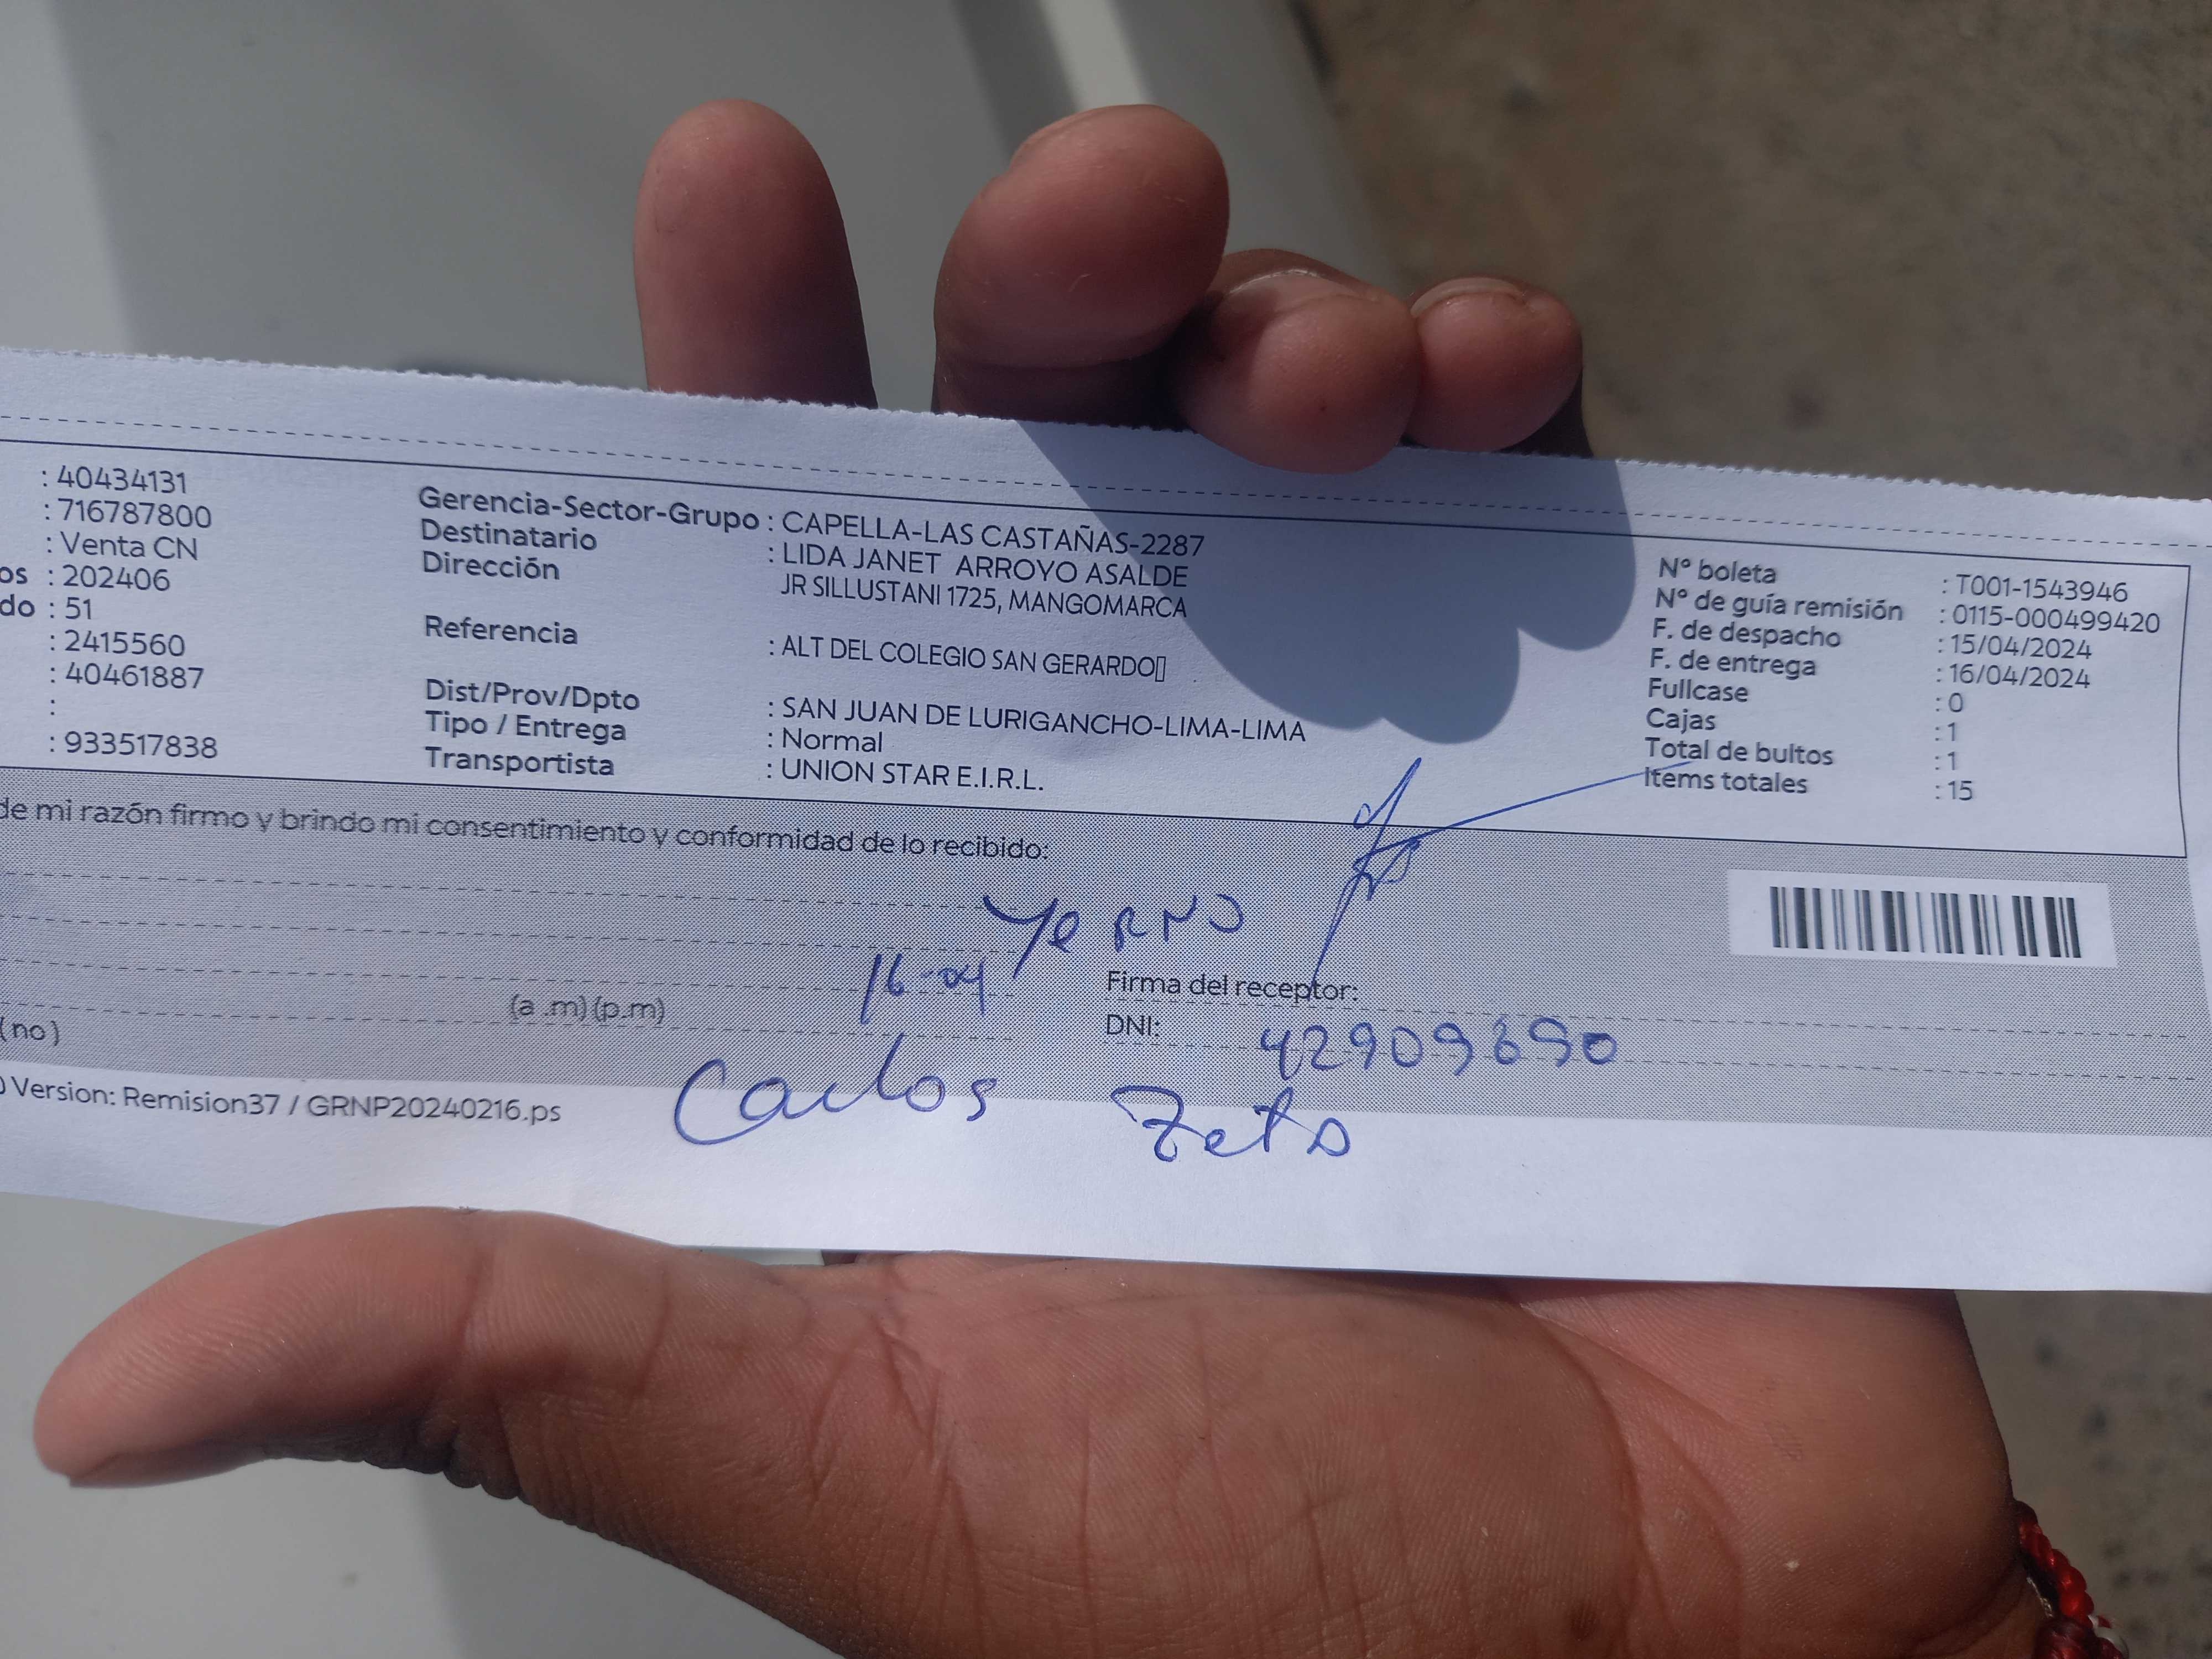 : 40434131
: 716787800
: Venta CN
os : 202406
do : 51
: 2415560
: 40461887
:
: 933517838
Gerencia-Sector-Grupo : CAPELLA-LAS CASTAÑAS-2287
Destinatario : LIDA JANET ARROYO ASALDE
Dirección JR SILLUSTANI 1725, MANGOMARCA
Referencia : ALT DEL COLEGIO SAN GERARDO
Dist/Prov/Dpto : SAN JUAN DE LURIGANCHO-LIMA-LIMA
Tipo / Entrega : Normal
Transportista : UNION STAR E.I.R.L.
N° boleta : T001-1543946
N° de guía remisión : 0115-000499420
F. de despacho : 15/04/2024
F. de entrega : 16/04/2024
Fullcase : 0
Cajas : 1
Total de bultos : 1
Items totales : 15
de mi razón firmo y brindo mi consentimiento y conformidad de lo recibido:
YeRNO
16-04
(a .m) (p.m)
Firma del receptor:
(no)
DNI: 42909690
Carlos Zeto
) Version: Remision37 / GRNP20240216.ps